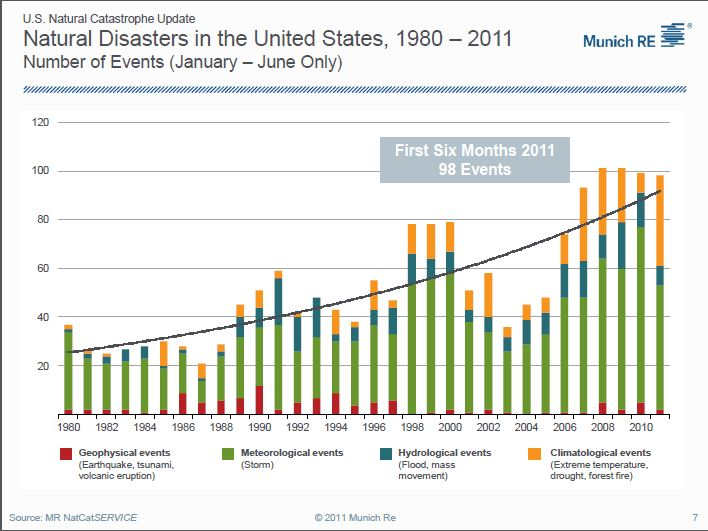 U.S. Natural Catastrophe Update
Natural Disasters in the United States, 1980 – 2011
Number of Events (January – June Only)
Munich RE
®
First Six Months 2011
98 Events
120
100
80
60
40
20
1980 1982 1984 1986 1988 1990 1992 1994 1996 1998 2000 2002 2004 2006 2008 2010
Geophysical events
(Earthquake, tsunami,
volcanic eruption)
Meteorological events
(Storm)
Hydrological events
(Flood, mass
movement)
Climatological events
(Extreme temperature,
drought, forest fire)
Source: MR NatCatSERVICE
© 2011 Munich Re
7